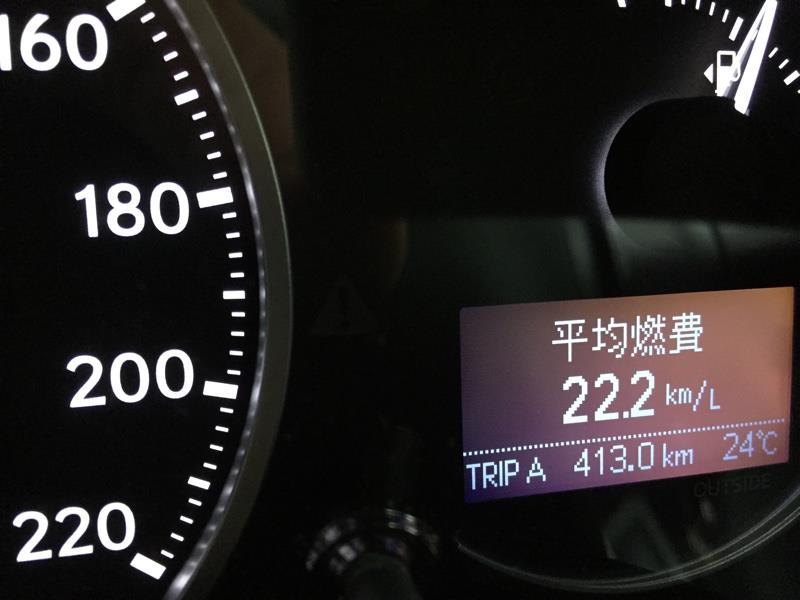 160
180
200
220
平均燃費
22.2 km/L
TRIP A 413.0 km 24℃
OUTSIDE